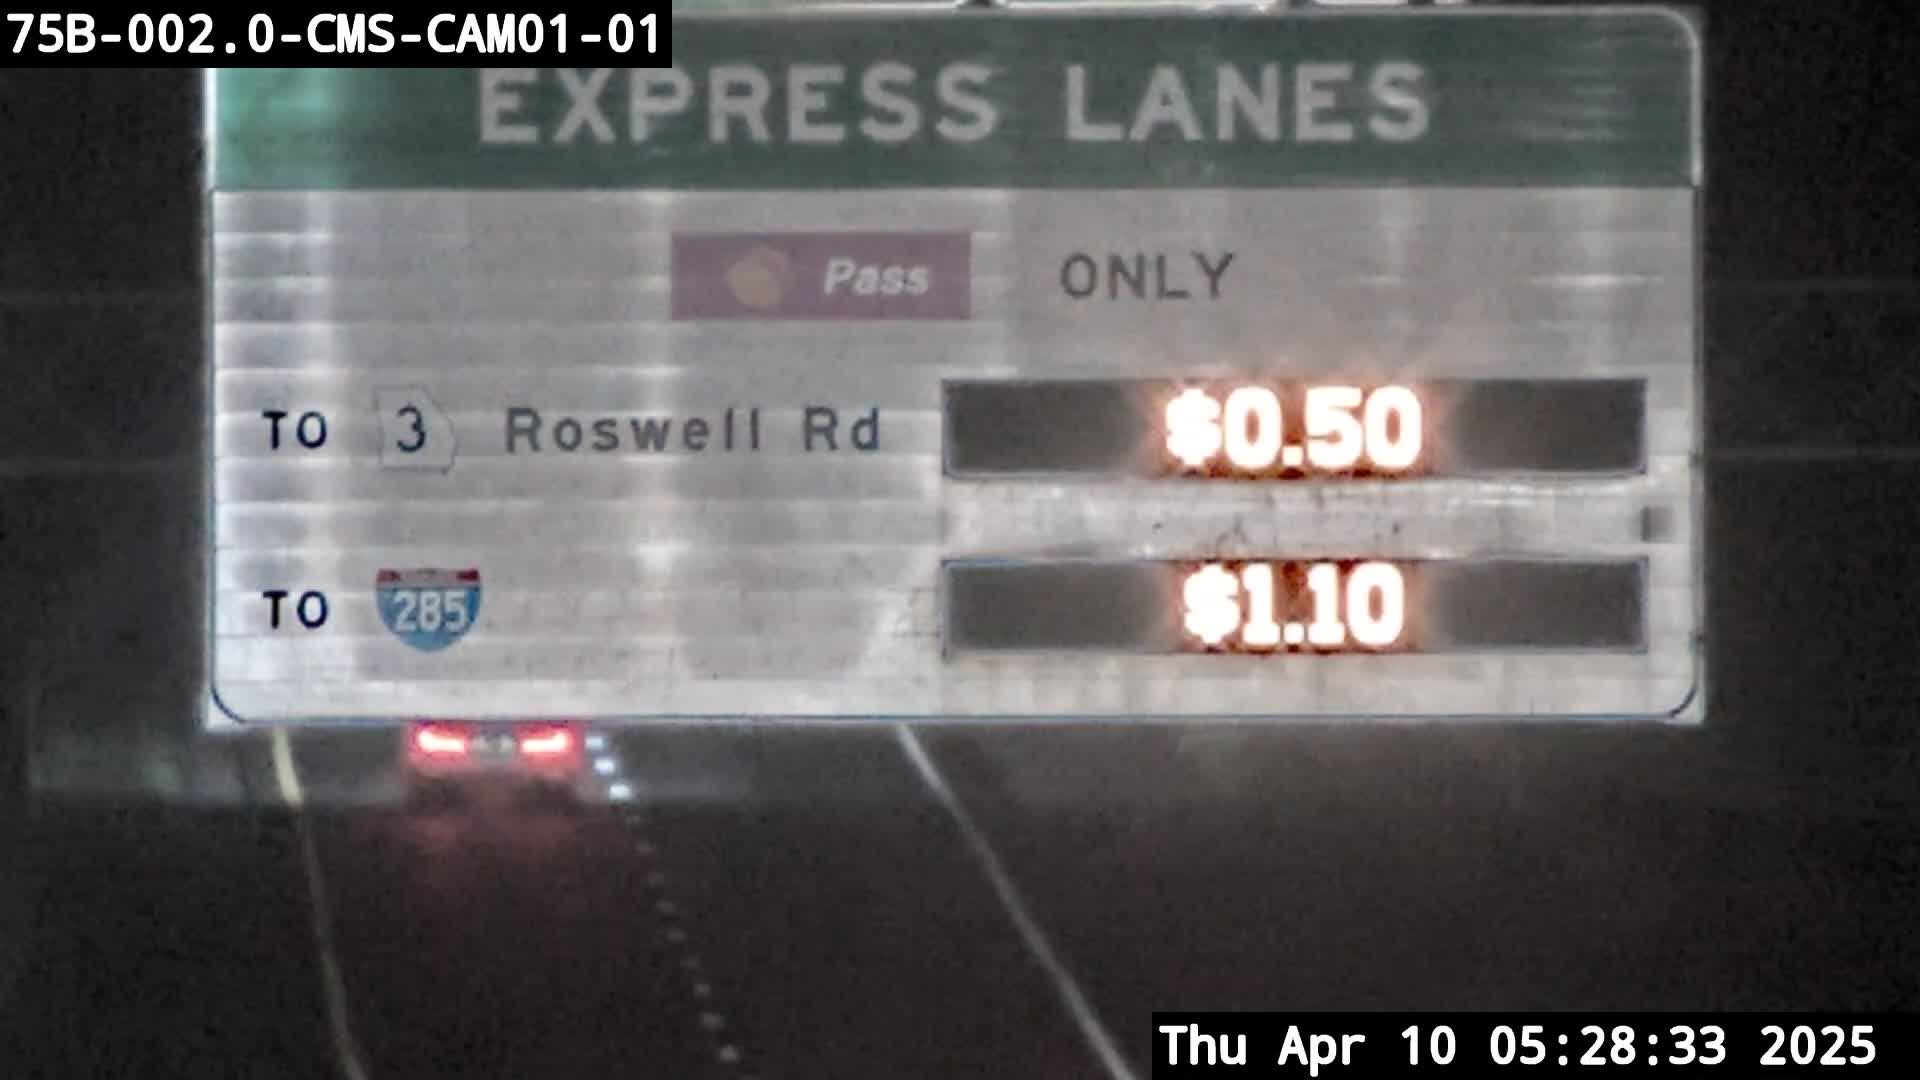 75B-002.0-CMS-CAM01-01
EXPRESS LANES
Pass ONLY
TO 3 Roswell Rd $0.50
TO 285 $1.10
Thu Apr 10 05:28:33 2025